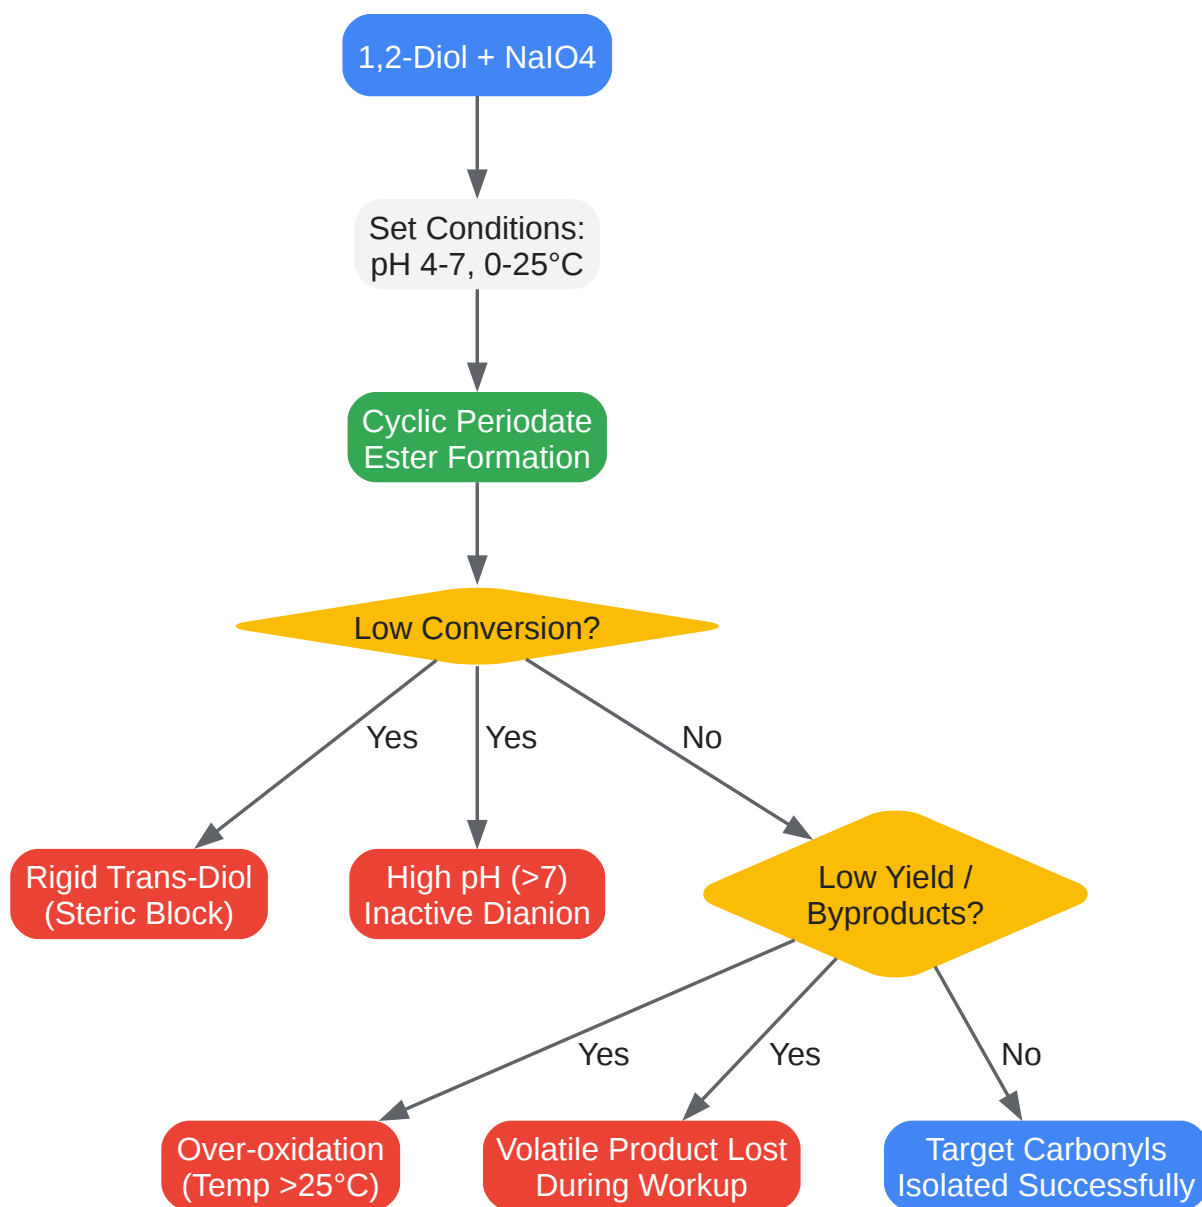 1,2-Diol + NaIO4
Set Conditions:
pH 4-7, 0-25°C
Cyclic Periodate
Ester Formation
Low Conversion?
Yes
Yes
No
Rigid Trans-Diol
(Steric Block)
High pH (>7)
Inactive Dianion
Low Yield /
Byproducts?
Yes
Yes
No
Over-oxidation
(Temp >25°C)
Volatile Product Lost
During Workup
Target Carbonyls
Isolated Successfully